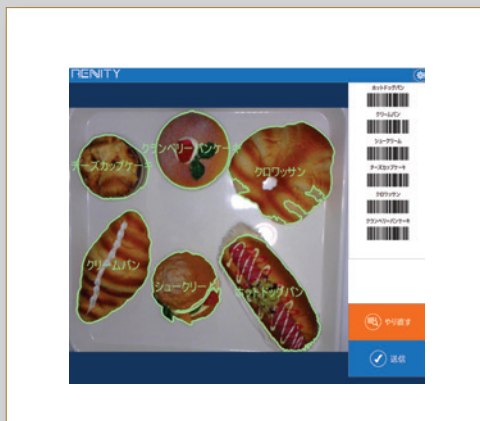 RENITY
クランベリーパンケーキ
チーズカップケーキ
クロワッサン
クリームパン
シュークリーム
ホットドッグパン
ホットドッグパン
クリームパン
シュークリーム
チーズカップケーキ
クロワッサン
クランベリーパンケーキ
やり直す
送信